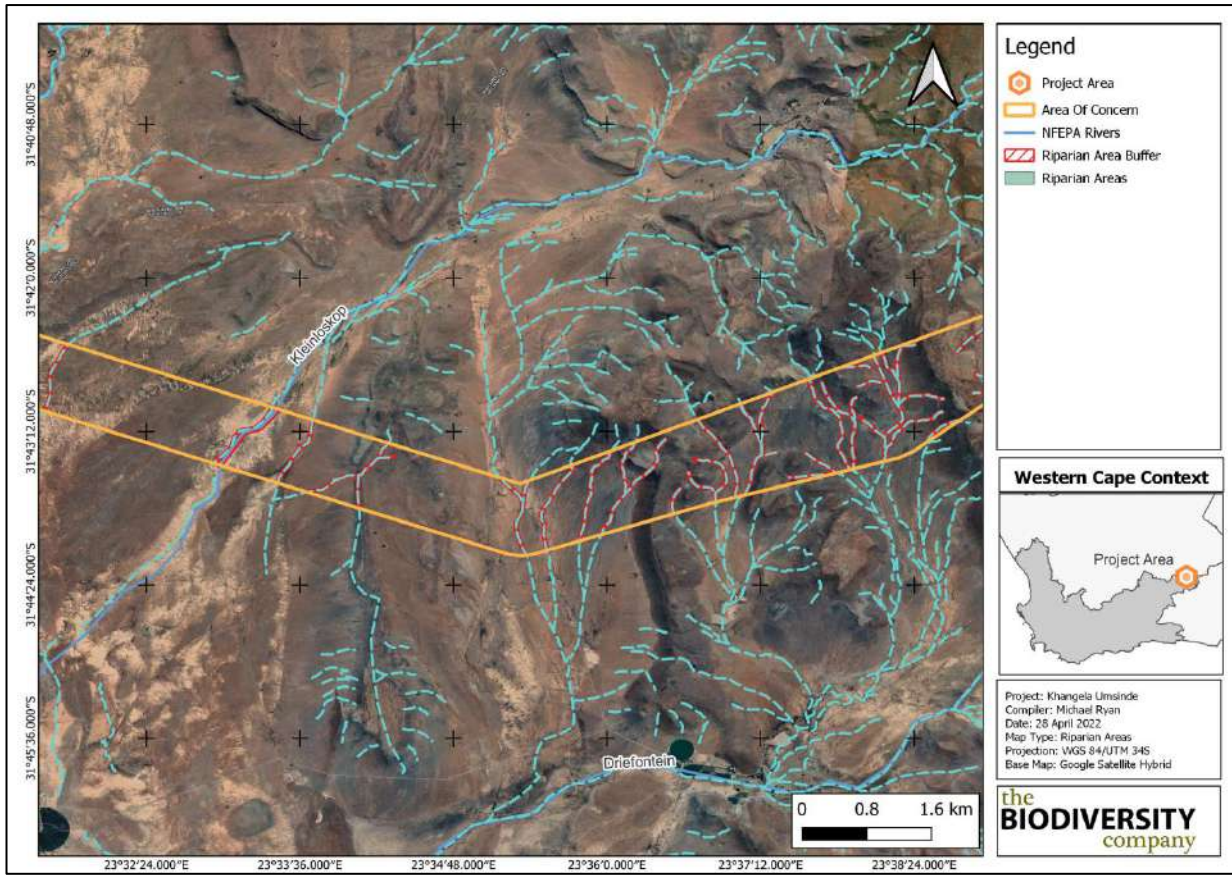 Legend
Project Area
Area Of Concern
NFEPA Rivers
Riparian Area Buffer
Riparian Areas
Western Cape Context
Project Area
Project: Khangela Umsinde
Compiler: Michael Ryan
Date: 28 April 2022
Map Type: Riparian Areas
Projection: WGS 84/UTM 34S
Base Map: Google Satellite Hybrid
the
BIODIVERSITY
company
Kleinloskop
Driefontein
0 0.8 1.6 km
31°40'48.000"S
31°42'0.000"S
31°43'12.000"S
31°44'24.000"S
31°45'36.000"S
23°32'24.000"E 23°33'36.000"E 23°34'48.000"E 23°36'0.000"E 23°37'12.000"E 23°38'24.000"E